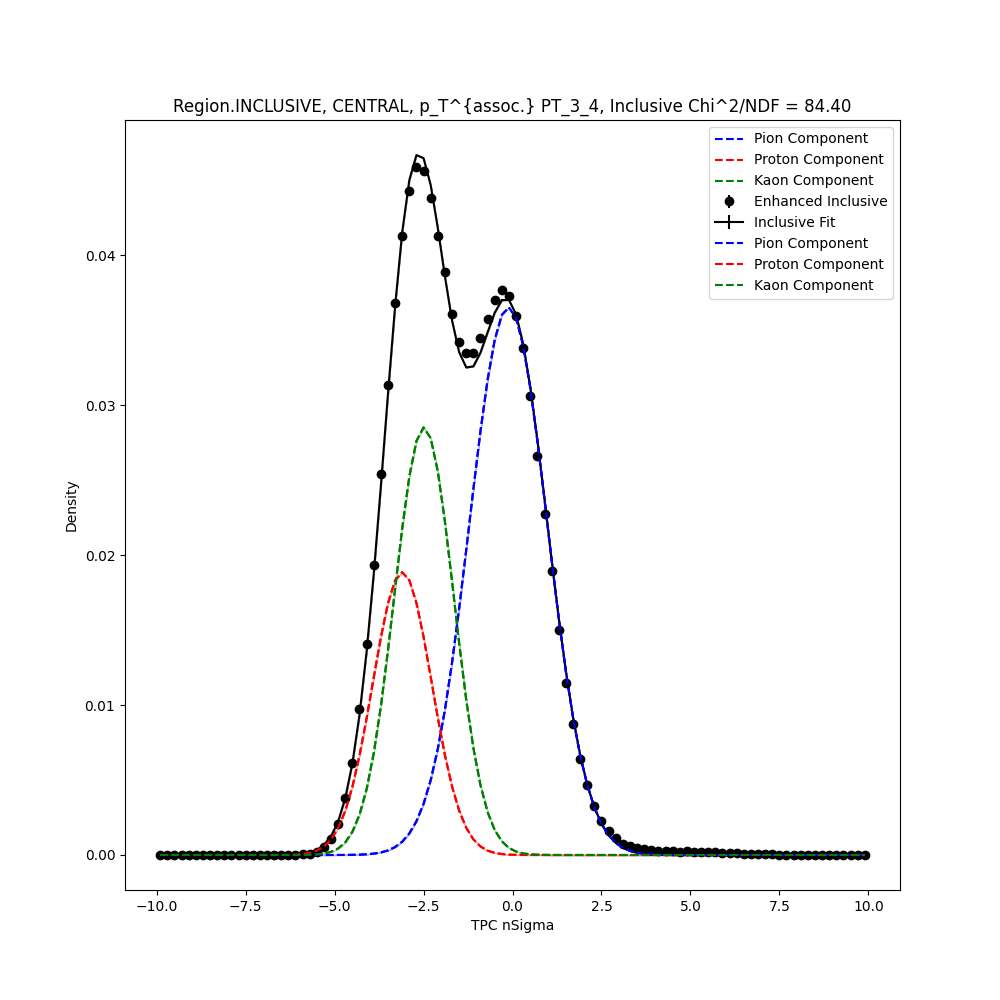 Region.INCLUSIVE, CENTRAL, p_T^{assoc.} PT_3_4, Inclusive Chi^2/NDF = 84.40
Pion Component
Proton Component
Kaon Component
Enhanced Inclusive
Inclusive Fit
Pion Component
Proton Component
Kaon Component
Density
0.04
0.03
0.02
0.01
0.00
−10.0 −7.5 −5.0 −2.5 0.0 2.5 5.0 7.5 10.0
TPC nSigma